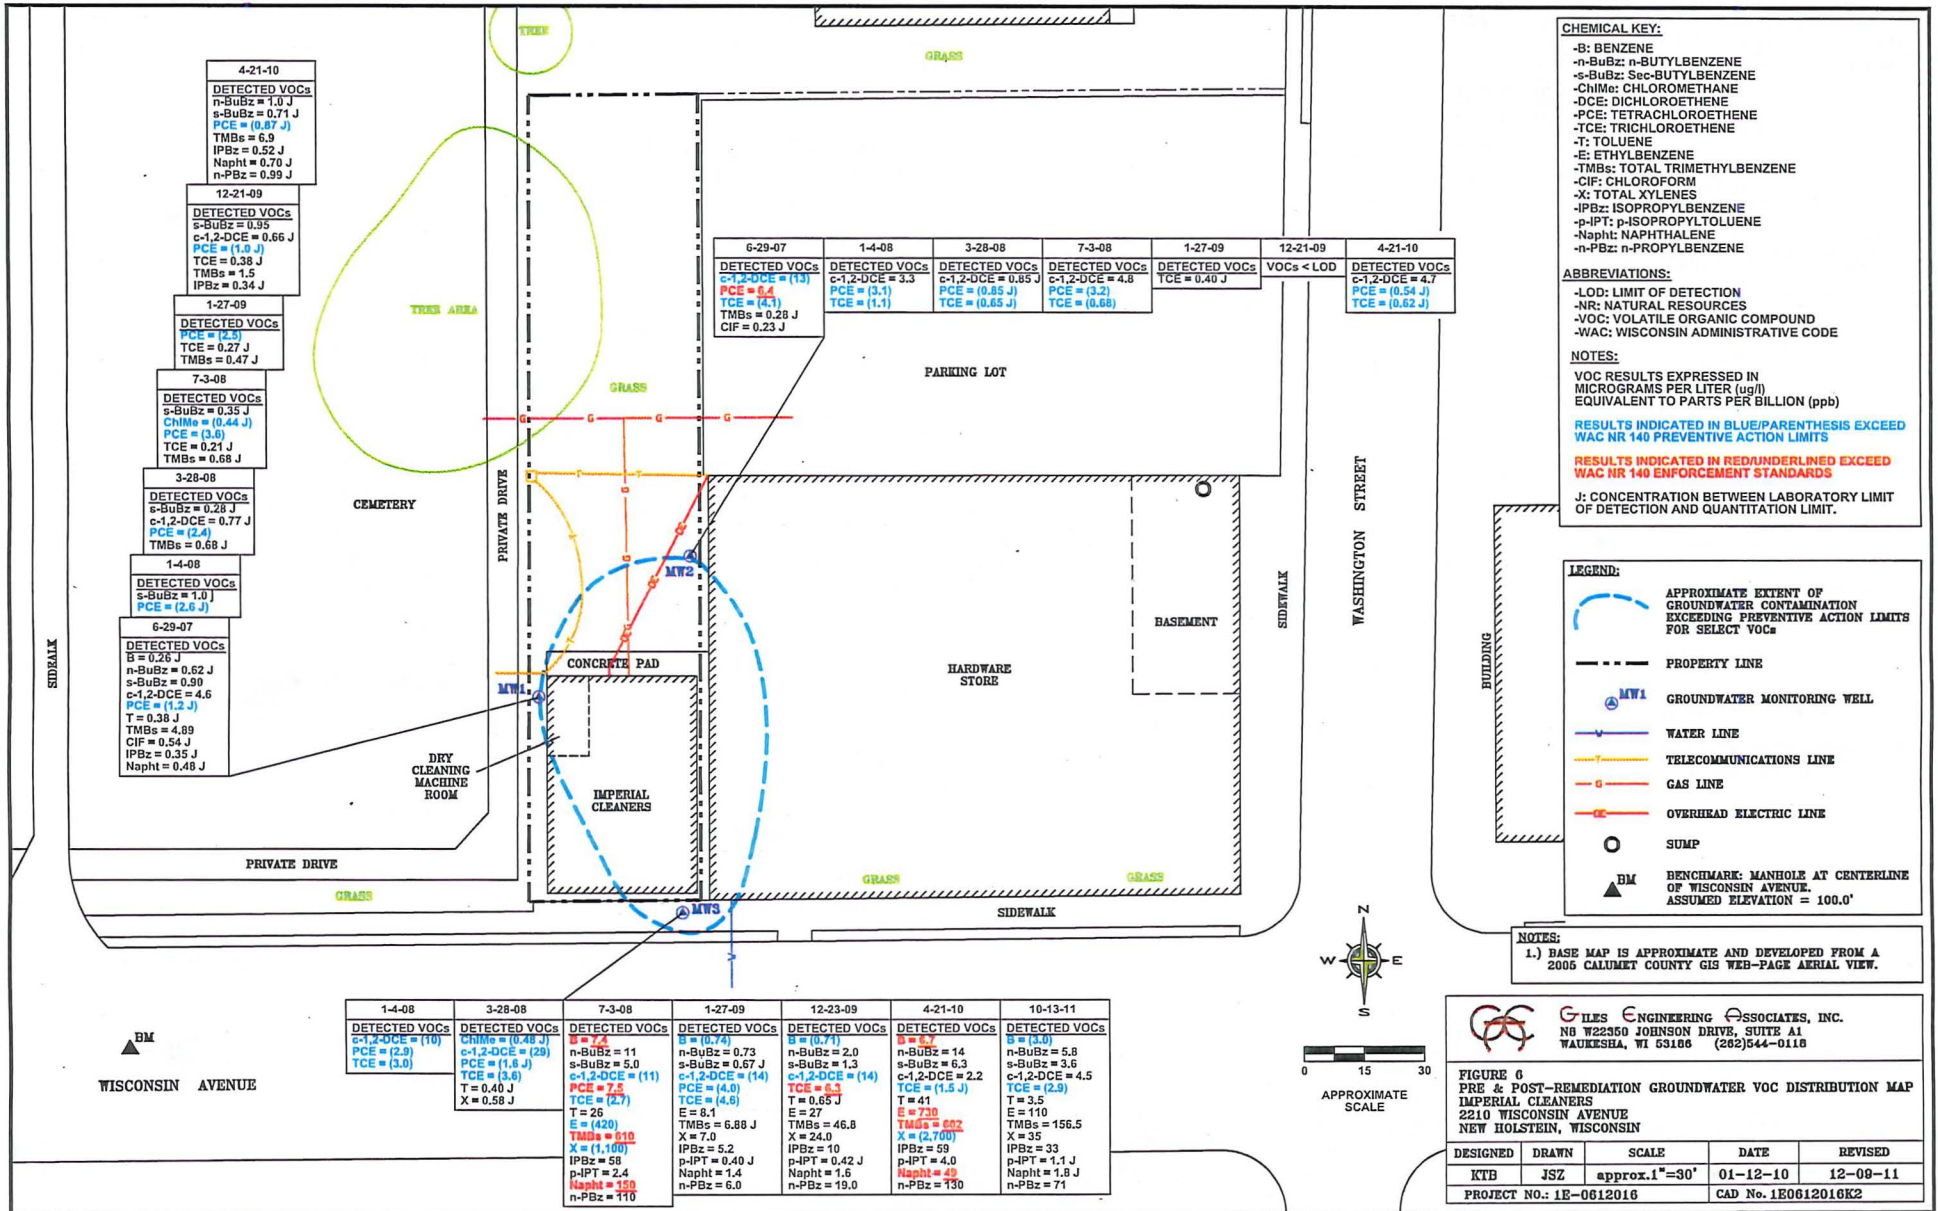 TREE
GRASS
4-21-10
DETECTED VOCs
n-BuBz = 1.0 J
s-BuBz = 0.71 J
PCE = (0.87 J)
TMBs = 6.9
IPBz = 0.52 J
Napht = 0.70 J
n-PBz = 0.99 J
12-21-09
DETECTED VOCs
s-BuBz = 0.95
c-1,2-DCE = 0.66 J
PCE = (1.0 J)
TCE = 0.38 J
TMBs = 1.5
IPBz = 0.34 J
1-27-09
DETECTED VOCs
PCE = (2.5)
TCE = 0.27 J
TMBs = 0.47 J
7-3-08
DETECTED VOCs
s-BuBz = 0.35 J
ChlMe = (0.44 J)
PCE = (3.6)
TCE = 0.21 J
TMBs = 0.68 J
3-28-08
DETECTED VOCs
s-BuBz = 0.28 J
c-1,2-DCE = 0.77 J
PCE = (2.4)
TMBs = 0.68 J
1-4-08
DETECTED VOCs
s-BuBz = 1.0 J
PCE = (2.6 J)
6-29-07
DETECTED VOCs
B = 0.26 J
n-BuBz = 0.62 J
s-BuBz = 0.90
c-1,2-DCE = 4.6
PCE = (1.2 J)
T = 0.38 J
TMBs = 4.89
ClF = 0.54 J
IPBz = 0.35 J
Napht = 0.48 J
6-29-07
DETECTED VOCs
c-1,2-DCE = (13)
PCE = 6.4
TCE = (4.1)
TMBs = 0.28 J
ClF = 0.23 J
1-4-08
DETECTED VOCs
c-1,2-DCE = 3.3
PCE = (3.1)
TCE = (1.1)
3-28-08
DETECTED VOCs
c-1,2-DCE = 0.85 J
PCE = (0.85 J)
TCE = (0.65 J)
7-3-08
DETECTED VOCs
c-1,2-DCE = 4.8
PCE = (3.2)
TCE = (0.68)
1-27-09
DETECTED VOCs
TCE = 0.40 J
12-21-09
VOCs < LOD
4-21-10
DETECTED VOCs
c-1,2-DCE = 4.7
PCE = (0.54 J)
TCE = (0.62 J)
TREE AREA
GRASS
PARKING LOT
G G G G
T T
G
OE
CEMETERY
PRIVATE DRIVE
T
G
OE
MW2
T
G
OE
CONCRETE PAD
MW1
DRY
CLEANING
MACHINE
ROOM
IMPERIAL
CLEANERS
HARDWARE
STORE
BASEMENT
SIDEWALK
WASHINGTON STREET
BUILDING
SIDEALK
PRIVATE DRIVE
GRASS
GRASS
GRASS
MW3
SIDEWALK
W
BM
WISCONSIN AVENUE
1-4-08
DETECTED VOCs
c-1,2-DCE = (10)
PCE = (2.9)
TCE = (3.0)
3-28-08
DETECTED VOCs
ChlMe = (0.48 J)
c-1,2-DCE = (29)
PCE = (1.6 J)
TCE = (3.6)
T = 0.40 J
X = 0.58 J
7-3-08
DETECTED VOCs
B = 7.4
n-BuBz = 11
s-BuBz = 5.0
c-1,2-DCE = (11)
PCE = 7.5
TCE = (2.7)
T = 26
E = (420)
TMBs = 610
X = (1,100)
IPBz = 58
p-IPT = 2.4
Napht = 150
n-PBz = 110
1-27-09
DETECTED VOCs
B = (0.74)
n-BuBz = 0.73
s-BuBz = 0.67 J
c-1,2-DCE = (14)
PCE = (4.0)
TCE = (4.6)
E = 8.1
TMBs = 6.88 J
X = 7.0
IPBz = 5.2
p-IPT = 0.40 J
Napht = 1.4
n-PBz = 6.0
12-23-09
DETECTED VOCs
B = (0.71)
n-BuBz = 2.0
s-BuBz = 1.3
c-1,2-DCE = (14)
TCE = 6.3
T = 0.65 J
E = 27
TMBs = 46.8
X = 24.0
IPBz = 10
p-IPT = 0.42 J
Napht = 1.6
n-PBz = 19.0
4-21-10
DETECTED VOCs
B = 6.7
n-BuBz = 14
s-BuBz = 6.3
c-1,2-DCE = 2.2
TCE = (1.5 J)
T = 41
E = 730
TMBs = 602
X = (2,700)
IPBz = 59
p-IPT = 4.0
Napht = 49
n-PBz = 130
10-13-11
DETECTED VOCs
B = (3.0)
n-BuBz = 5.8
s-BuBz = 3.6
c-1,2-DCE = 4.5
TCE = (2.9)
T = 3.5
E = 110
TMBs = 156.5
X = 35
IPBz = 33
p-IPT = 1.1 J
Napht = 1.8 J
n-PBz = 71
N
W E
S
0 15 30
APPROXIMATE
SCALE
CHEMICAL KEY:
-B: BENZENE
-n-BuBz: n-BUTYLBENZENE
-s-BuBz: Sec-BUTYLBENZENE
-ChlMe: CHLOROMETHANE
-DCE: DICHLOROETHENE
-PCE: TETRACHLOROETHENE
-TCE: TRICHLOROETHENE
-T: TOLUENE
-E: ETHYLBENZENE
-TMBs: TOTAL TRIMETHYLBENZENE
-ClF: CHLOROFORM
-X: TOTAL XYLENES
-IPBz: ISOPROPYLBENZENE
-p-IPT: p-ISOPROPYLTOLUENE
-Napht: NAPHTHALENE
-n-PBz: n-PROPYLBENZENE
ABBREVIATIONS:
-LOD: LIMIT OF DETECTION
-NR: NATURAL RESOURCES
-VOC: VOLATILE ORGANIC COMPOUND
-WAC: WISCONSIN ADMINISTRATIVE CODE
NOTES:
VOC RESULTS EXPRESSED IN
MICROGRAMS PER LITER (ug/l)
EQUIVALENT TO PARTS PER BILLION (ppb)
RESULTS INDICATED IN BLUE/PARENTHESIS EXCEED
WAC NR 140 PREVENTIVE ACTION LIMITS
RESULTS INDICATED IN RED/UNDERLINED EXCEED
WAC NR 140 ENFORCEMENT STANDARDS
J: CONCENTRATION BETWEEN LABORATORY LIMIT
OF DETECTION AND QUANTITATION LIMIT.
LEGEND:
APPROXIMATE EXTENT OF
GROUNDWATER CONTAMINATION
EXCEEDING PREVENTIVE ACTION LIMITS
FOR SELECT VOCs
PROPERTY LINE
MW1 GROUNDWATER MONITORING WELL
W WATER LINE
T TELECOMMUNICATIONS LINE
G GAS LINE
OE OVERHEAD ELECTRIC LINE
SUMP
BM BENCHMARK: MANHOLE AT CENTERLINE
OF WISCONSIN AVENUE.
ASSUMED ELEVATION = 100.0'
NOTES:
1.) BASE MAP IS APPROXIMATE AND DEVELOPED FROM A
2005 CALUMET COUNTY GIS WEB-PAGE AERIAL VIEW.
GILES ENGINEERING ASSOCIATES, INC.
N8 W22350 JOHNSON DRIVE, SUITE A1
WAUKESHA, WI 53186 (262)544-0118
FIGURE 6
PRE & POST-REMEDIATION GROUNDWATER VOC DISTRIBUTION MAP
IMPERIAL CLEANERS
2210 WISCONSIN AVENUE
NEW HOLSTEIN, WISCONSIN
DESIGNED DRAWN SCALE DATE REVISED
KTB JSZ approx.1"=30' 01-12-10 12-09-11
PROJECT NO.: 1E-0612016 CAD No. 1E0612016K2